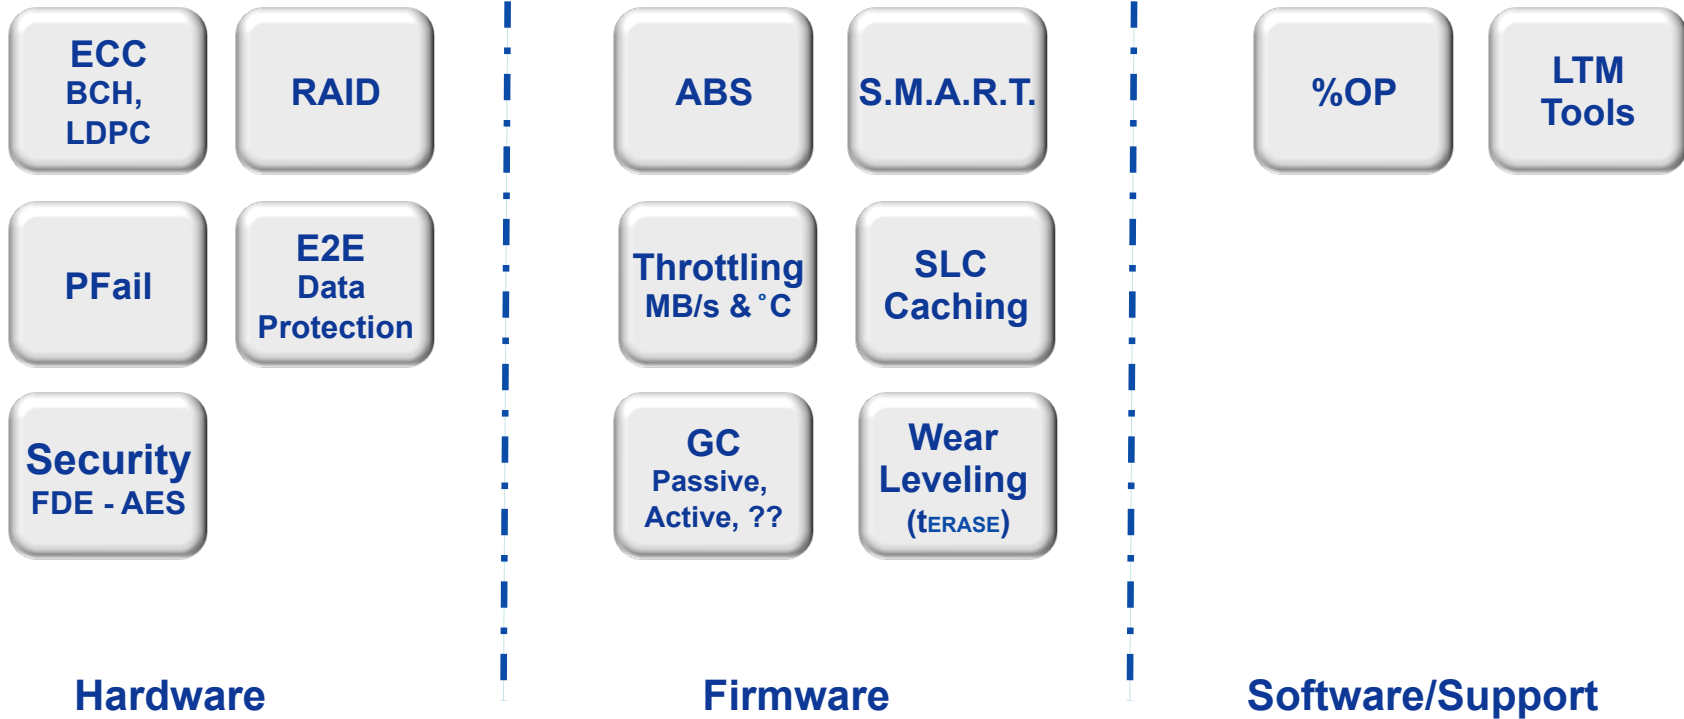 ECC
BCH,
LDPC
RAID
PFail
E2E
Data
Protection
Security
FDE - AES
Hardware
ABS
S.M.A.R.T.
Throttling
MB/s & °C
SLC
Caching
GC
Passive,
Active, ??
Wear
Leveling
(tERASE)
Firmware
%OP
LTM
Tools
Software/Support